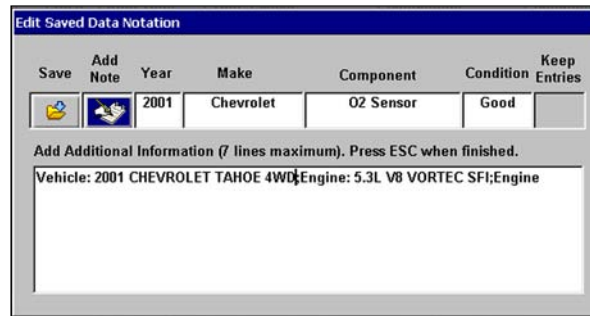 Edit Saved Data Notation
Save Add Note Year Make Component Condition Keep Entries
2001 Chevrolet O2 Sensor Good
Add Additional Information (7 lines maximum). Press ESC when finished.
Vehicle: 2001 CHEVROLET TAHOE 4WD;Engine: 5.3L V8 VORTEC SFI;Engine